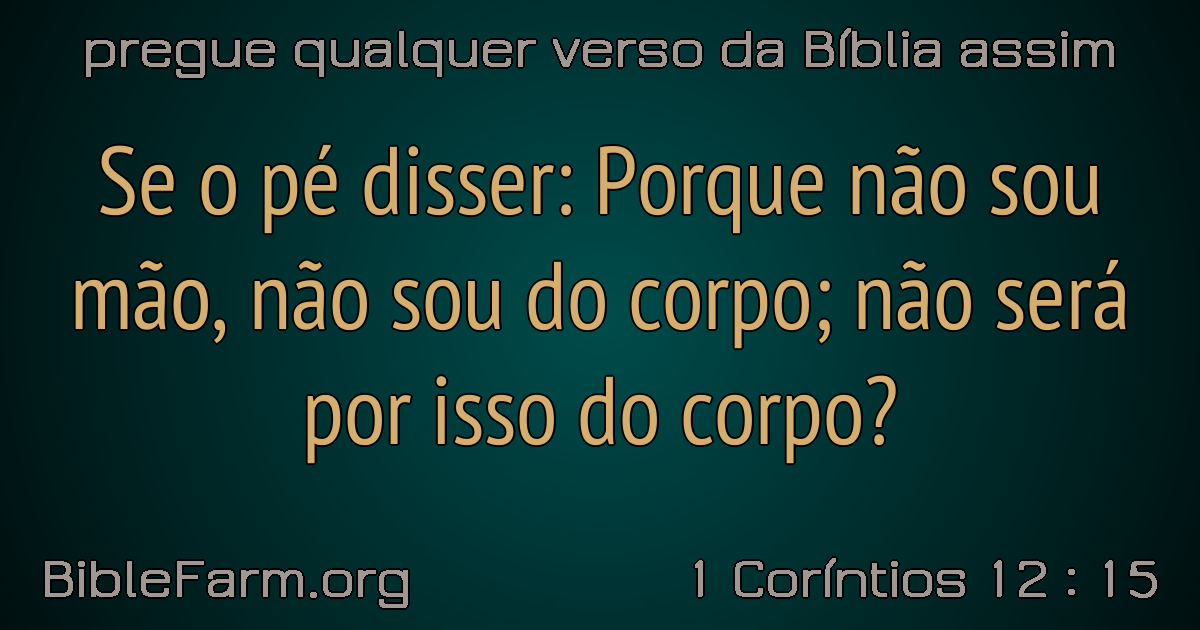 pregue qualquer verso da Bíblia assim
Se o pé disser: Porque não sou
mão, não sou do corpo; não será
por isso do corpo?
BibleFarm.org
1 Coríntios 12 : 15